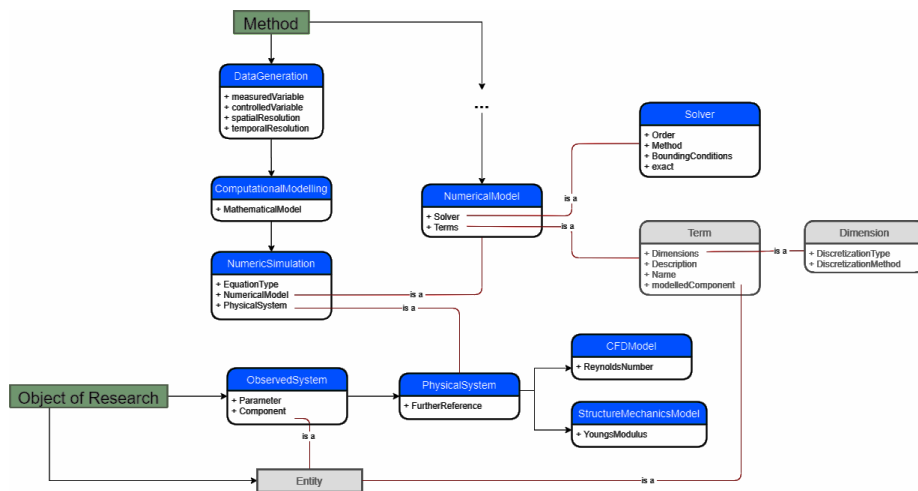 Method
DataGeneration
+ measuredVariable
+ controlledVariable
+ spatialResolution
+ temporalResolution
...
Solver
+ Order
+ Method
+ BoundingConditions
+ exact
ComputationalModelling
+ MathematicalModel
NumericalModel
+ Solver
+ Terms
is a
is a
Term
+ Dimensions
+ Description
+ Name
+ modelledComponent
is a
Dimension
+ DiscretizationType
+ DiscretizationMethod
NumericSimulation
+ EquationType
+ NumericalModel
+ PhysicalSystem
is a
is a
CFDModel
+ ReynoldsNumber
ObservedSystem
+ Parameter
+ Component
PhysicalSystem
+ FurtherReference
Object of Research
StructureMechanicsModel
+ YoungsModulus
is a
Entity
is a